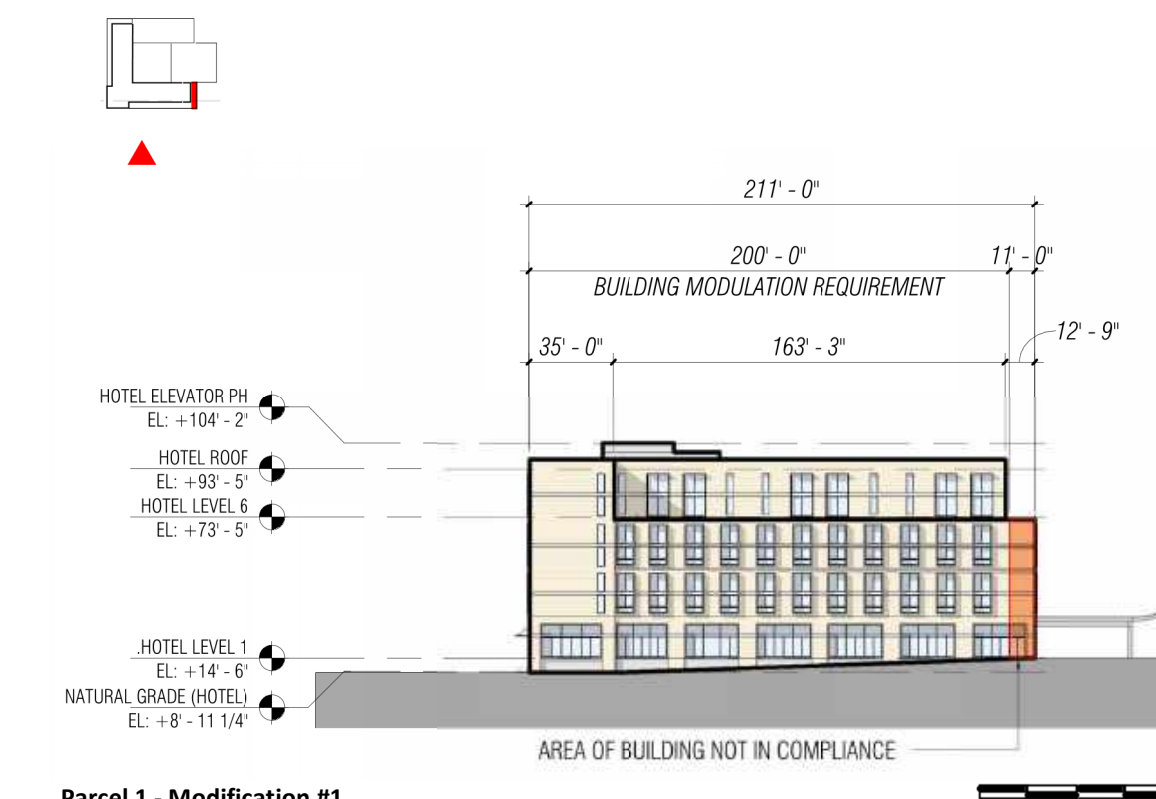 211' - 0"
200' - 0"
11' - 0"
BUILDING MODULATION REQUIREMENT
12' - 9"
35' - 0"
163' - 3"
HOTEL ELEVATOR PH
EL: +104' - 2"
HOTEL ROOF
EL: +93' - 5"
HOTEL LEVEL 6
EL: +73' - 5"
.HOTEL LEVEL 1
EL: +14' - 6"
NATURAL GRADE (HOTEL)
EL: +8' - 11 1/4"
AREA OF BUILDING NOT IN COMPLIANCE
Parcel 1 - Modification #1